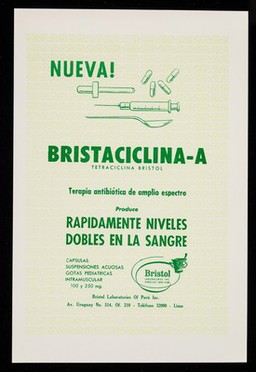 NUEVA!
BRISTACICLINA-A
TETRACICLINA BRISTOL
Terapia antibiótica de amplio espectro
Produce
RAPIDAMENTE NIVELES
DOBLES EN LA SANGRE
CAPSULAS
SUSPENSIONES ACUOSAS
GOTAS PEDIATRICAS
INTRAMUSCULAR
100 y 250 mg.
Bristol
Bristol Laboratories Of Perú Inc.
Av. Uruguay No. 514, Of. 210 - Teléfono 32000 - Lima